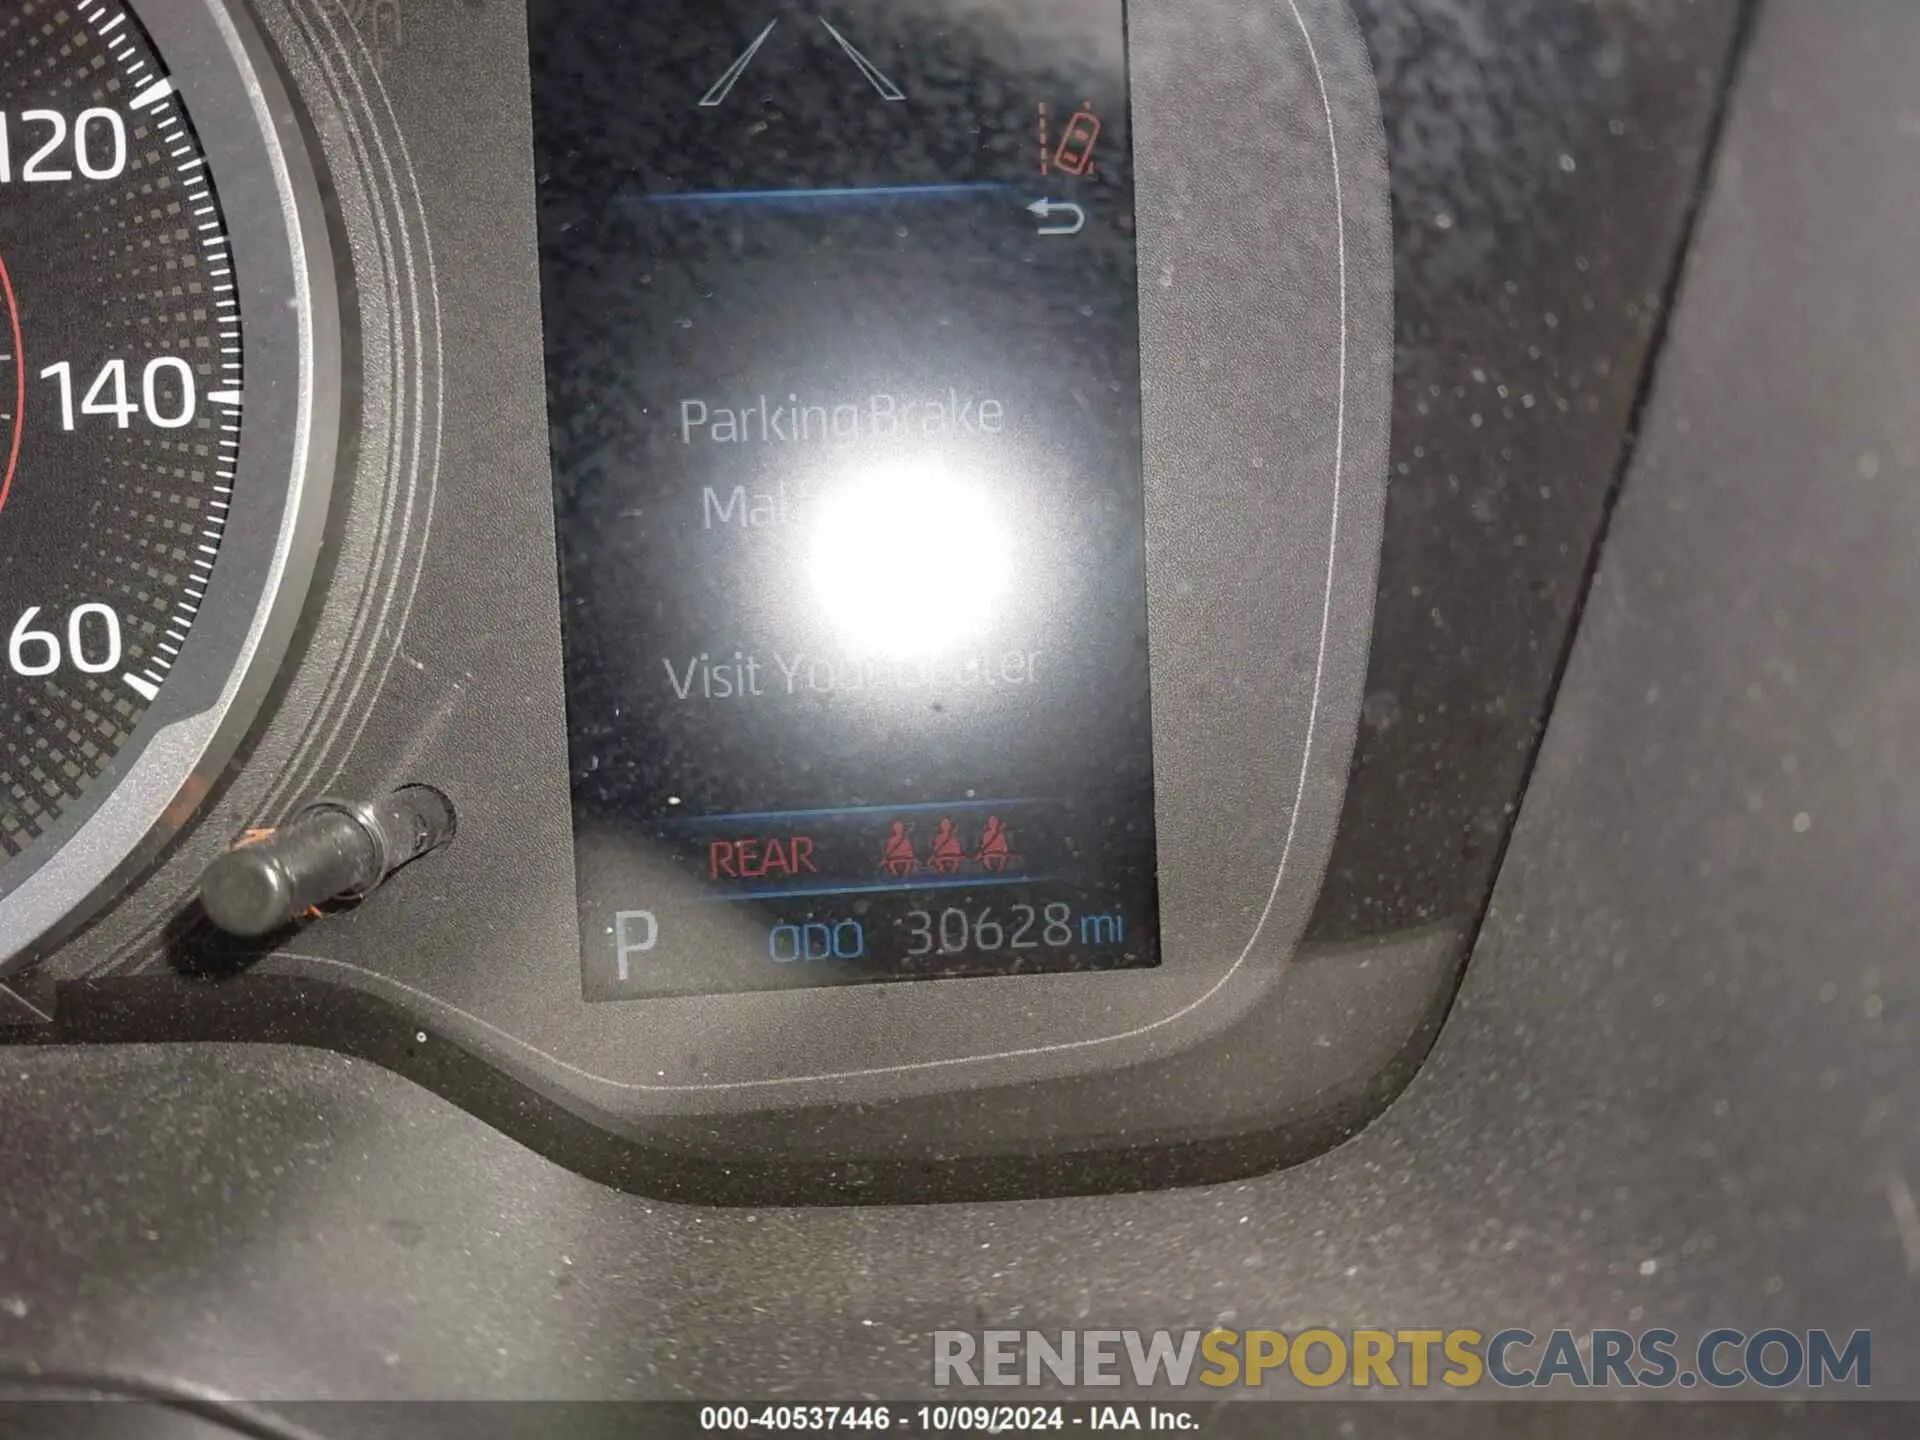 120
140
60
Parking Brake
Visit Your Dealer
REAR
P ODO 30628 mi
RENEWSPORTSCARS.COM
000-40537446 - 10/09/2024 - IAA Inc.